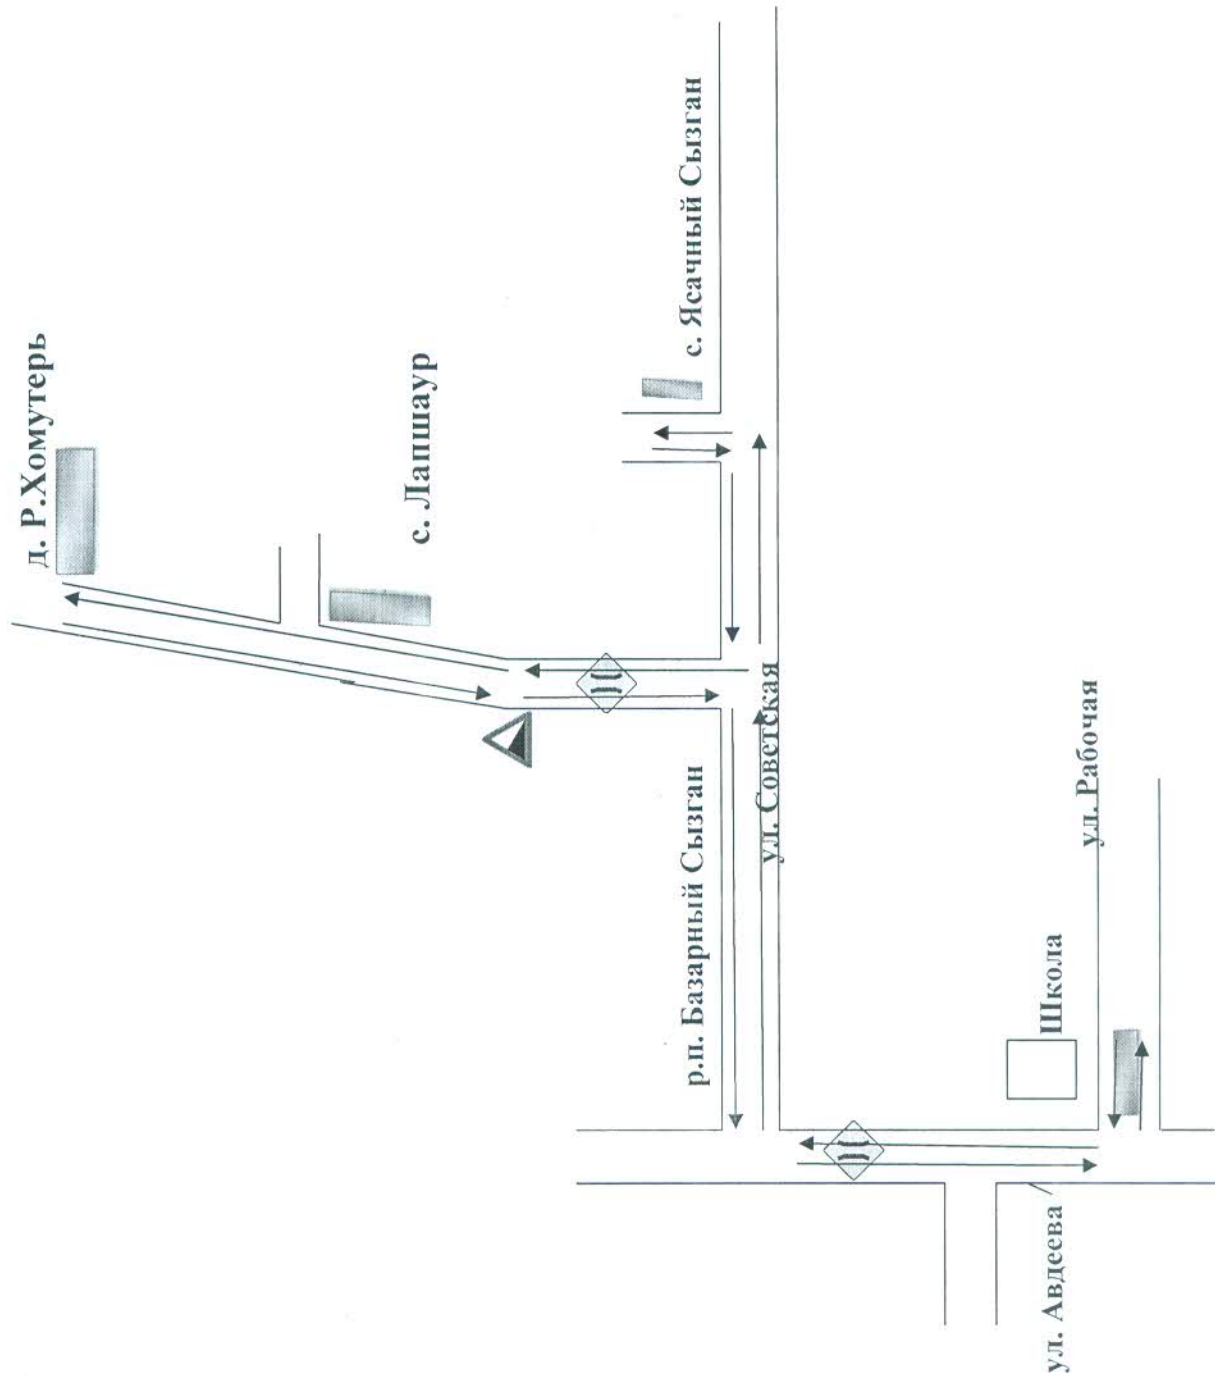 д. Р.Хомутерь
с. Лапшаур
с. Ясачный Сызган
р.п. Базарный Сызган
ул. Советская
ул. Рабочая
Школа
ул. Авдеева